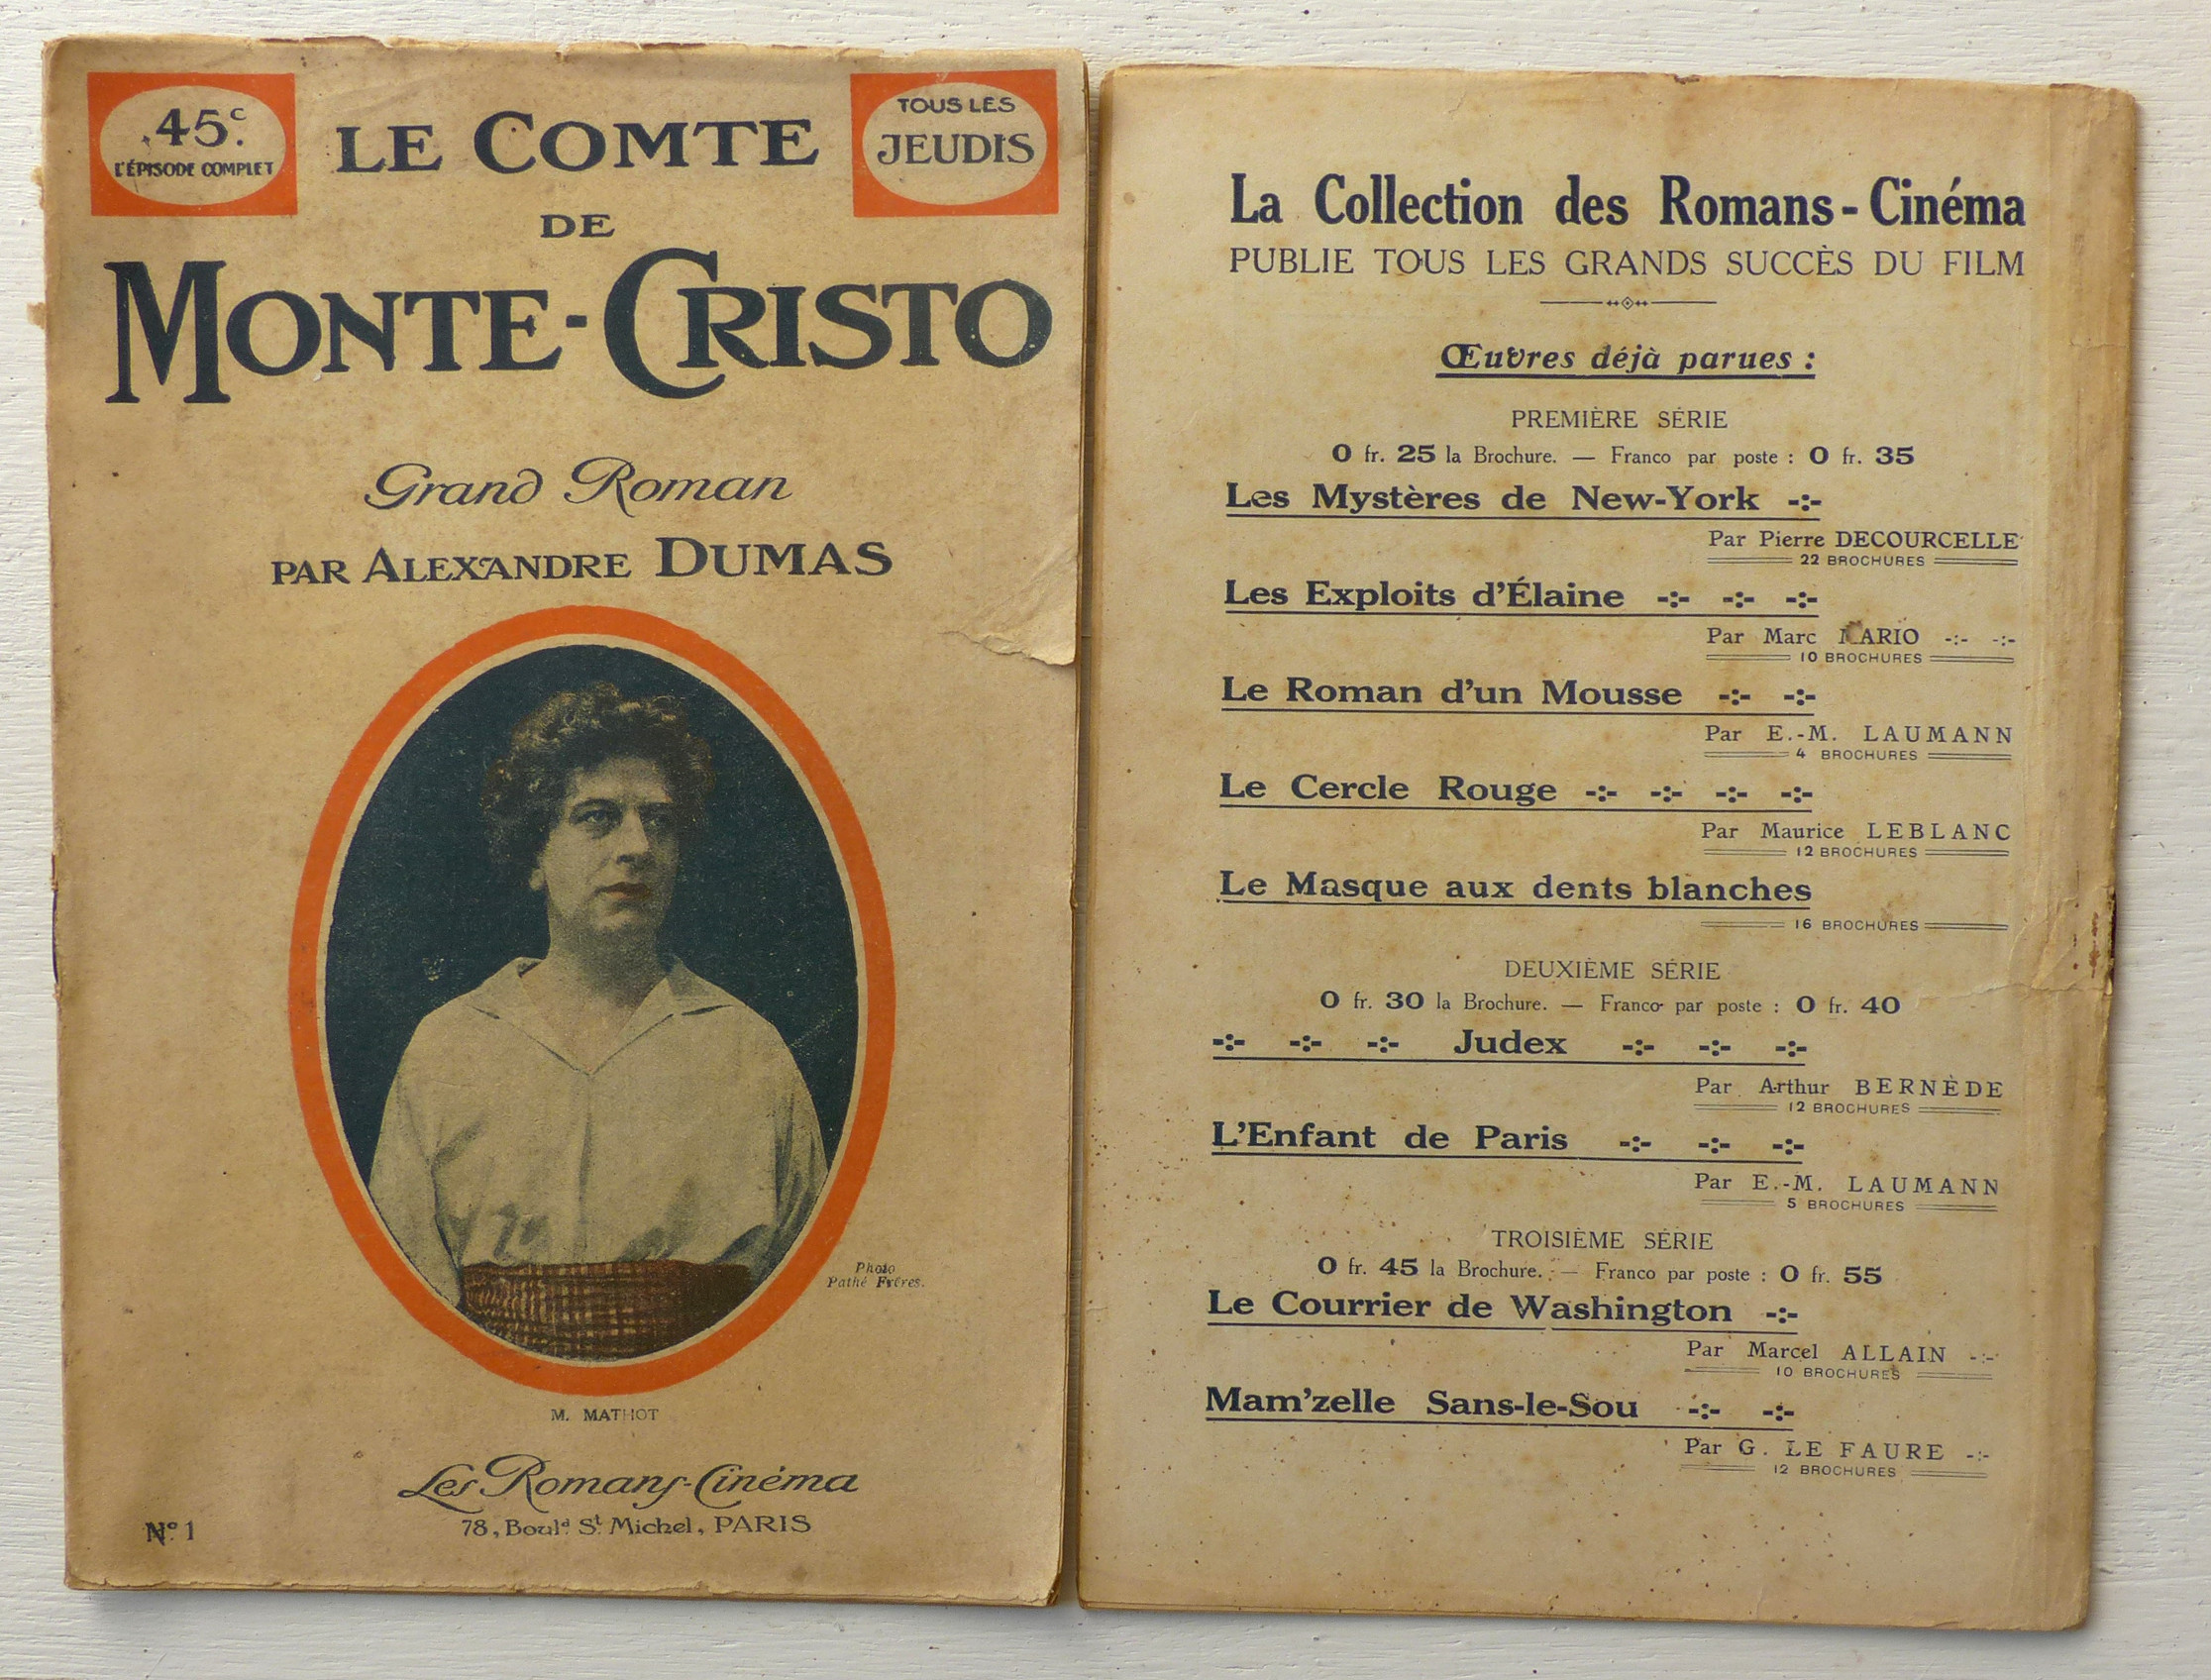 45c.
L'ÉPISODE COMPLET
TOUS LES
JEUDIS
LE COMTE
DE
MONTE-CRISTO
Grand Roman
PAR ALEXANDRE DUMAS
Photo
Pathé Frères.
M. MATHOT
Les Romans-Cinéma
78, Bould. St. Michel, PARIS
No. 1
La Collection des Romans-Cinéma
PUBLIE TOUS LES GRANDS SUCCÈS DU FILM
Œuvres déjà parues :
PREMIÈRE SÉRIE
0 fr. 25 la Brochure. — Franco par poste : 0 fr. 35
Les Mystères de New-York -:-
Par Pierre DECOURCELLE
22 BROCHURES
Les Exploits d'Élaine -:- -:- -:-
Par Marc MARIO -:- -:-
10 BROCHURES
Le Roman d'un Mousse -:- -:-
Par E.-M. LAUMANN
4 BROCHURES
Le Cercle Rouge -:- -:- -:- -:-
Par Maurice LEBLANC
12 BROCHURES
Le Masque aux dents blanches
16 BROCHURES
DEUXIÈME SÉRIE
0 fr. 30 la Brochure. — Franco par poste : 0 fr. 40
-:- -:- -:- Judex -:- -:- -:-
Par Arthur BERNÈDE
12 BROCHURES
L'Enfant de Paris -:- -:- -:-
Par E.-M. LAUMANN
5 BROCHURES
TROISIÈME SÉRIE
0 fr. 45 la Brochure. — Franco par poste : 0 fr. 55
Le Courrier de Washington -:-
Par Marcel ALLAIN -:-
10 BROCHURES
Mam'zelle Sans-le-Sou -:- -:-
Par G. LE FAURE -:-
12 BROCHURES